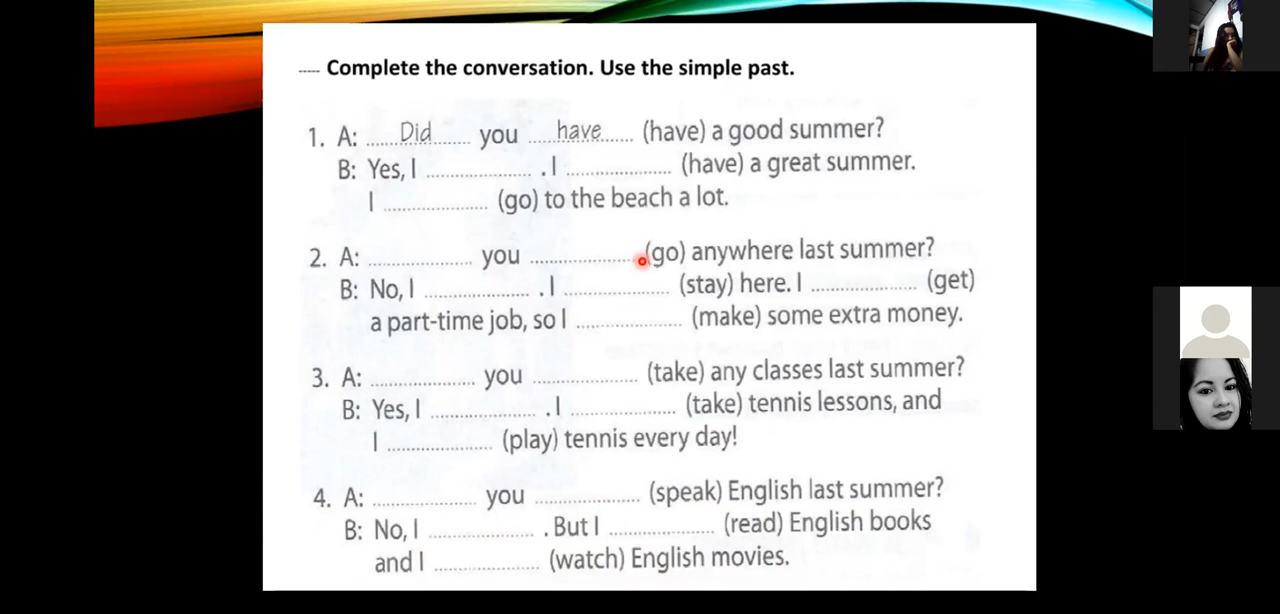 ----- Complete the conversation. Use the simple past.
1. A: ......Did....... you ......have...... (have) a good summer?
B: Yes, I ...................... . I ...................... (have) a great summer.
I ...................... (go) to the beach a lot.
2. A: ...................... you ...................... (go) anywhere last summer?
B: No, I ...................... . I ...................... (stay) here. I ...................... (get)
a part-time job, so I ...................... (make) some extra money.
3. A: ...................... you ...................... (take) any classes last summer?
B: Yes, I ...................... . I ...................... (take) tennis lessons, and
I ...................... (play) tennis every day!
4. A: ...................... you ...................... (speak) English last summer?
B: No, I ...................... . But I ...................... (read) English books
and I ...................... (watch) English movies.